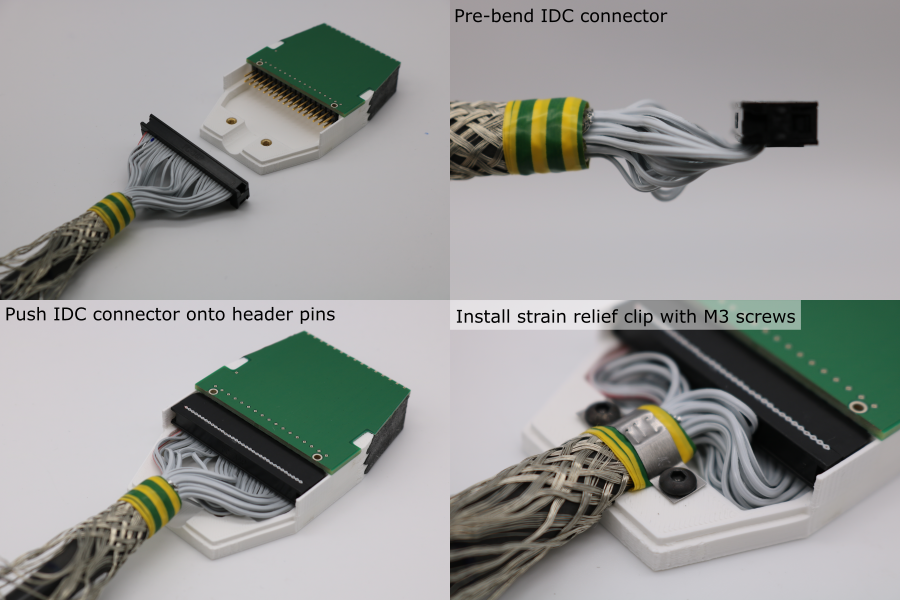 Pre-bend IDC connector
Push IDC connector onto header pins
Install strain relief clip with M3 screws